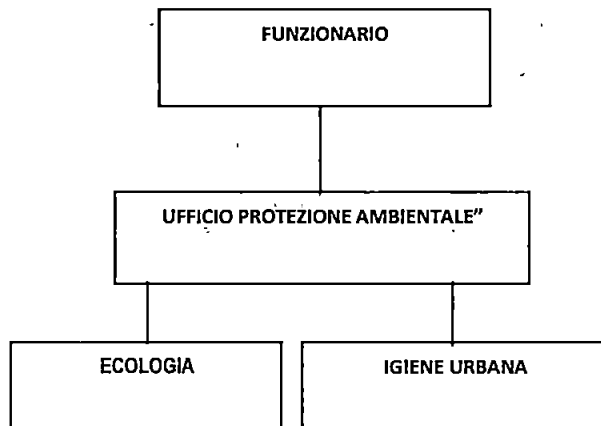 FUNZIONARIO
UFFICIO PROTEZIONE AMBIENTALE”
ECOLOGIA
IGIENE URBANA